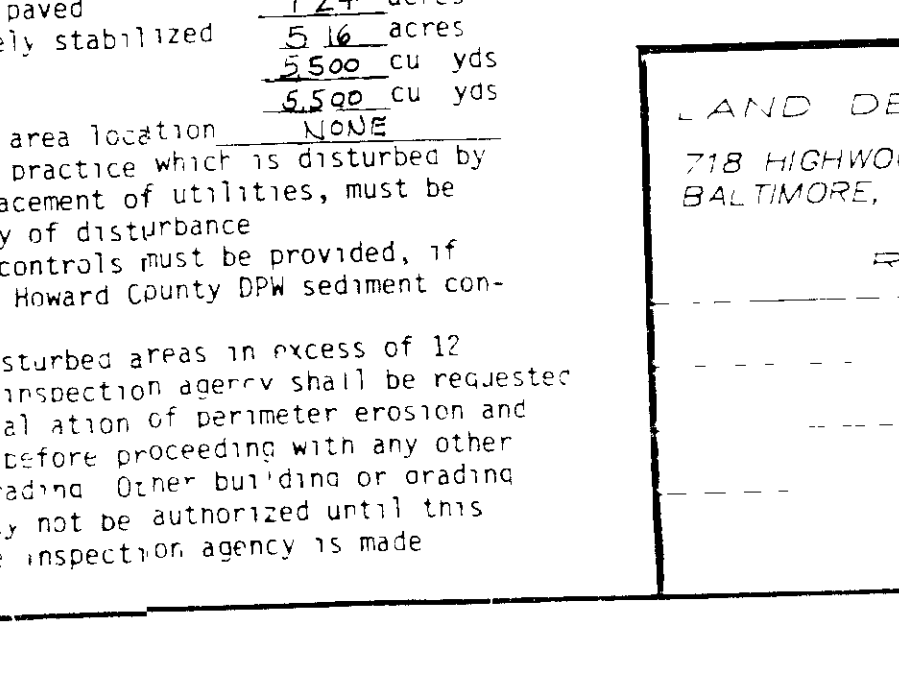 paved 1 24 acres
ely stabilized 5 16 acres
5,500 cu yds
5,500 cu yds
area location NONE
practice which is disturbed by
acement of utilities, must be
y of disturbance
controls must be provided, if
Howard County DPW sediment con-
sturbed areas in excess of 12
inspection agency shall be requested
al ation of perimeter erosion and
before proceeding with any other
rading Other building or grading
y not be authorized until this
e inspection agency is made
LAND DE
718 HIGHWOO
BALTIMORE,